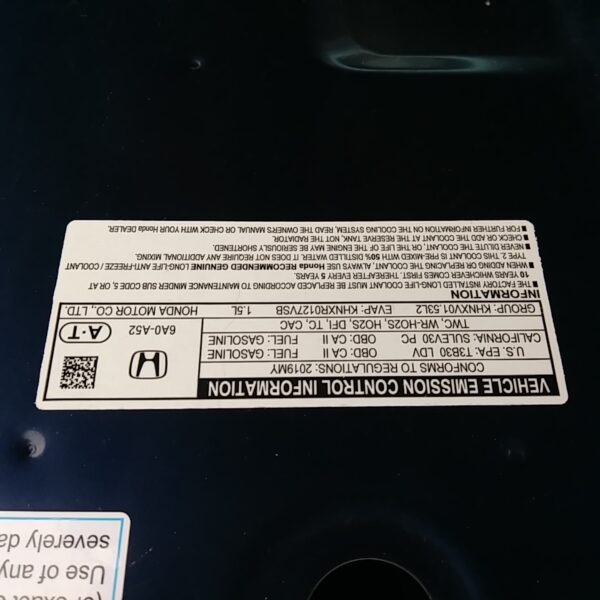 VEHICLE EMISSION CONTROL INFORMATION
CONFORMS TO REGULATIONS: 2019MY
U.S. EPA: T3B30 LDV OBD: CA II FUEL: GASOLINE
CALIFORNIA: SULEV30 PC OBD: CA II FUEL: GASOLINE
TWC, WR-HO2S, HO2S, DFI, TC, CAC
GROUP: KHNXV01.53L2 EVAP: KHNXR0127VSB 1.5L
6A0-A52
A·T
HONDA MOTOR CO., LTD.
INFORMATION
■ THE FACTORY INSTALLED LONG-LIFE COOLANT MUST BE REPLACED ACCORDING TO MAINTENANCE MINDER SUB ITEM CODE 5, OR AT
10 YEARS, WHICHEVER COMES FIRST, THEREAFTER EVERY 5 YEARS.
■ WHEN ADDING OR REPLACING THE COOLANT, ALWAYS USE Honda RECOMMENDED GENUINE LONG-LIFE ANTI-FREEZE / COOLANT
TYPE 2. THIS COOLANT IS PRE-MIXED WITH 50% DISTILLED WATER. IT DOES NOT REQUIRE ANY ADDITIONAL MIXING.
■ NEVER DILUTE THE COOLANT OR THE LIFE OF THE ENGINE MAY BE SERIOUSLY SHORTENED.
■ CHECK OR ADD ADD THE COOLANT AT THE RESERVE TANK, NOT THE RADIATOR.
■ FOR FURTHER INFORMATION ON THE COOLING SYSTEM, READ THE OWNERS MANUAL OR CHECK WITH YOUR Honda DEALER.
(or exact
Use of any
severely da